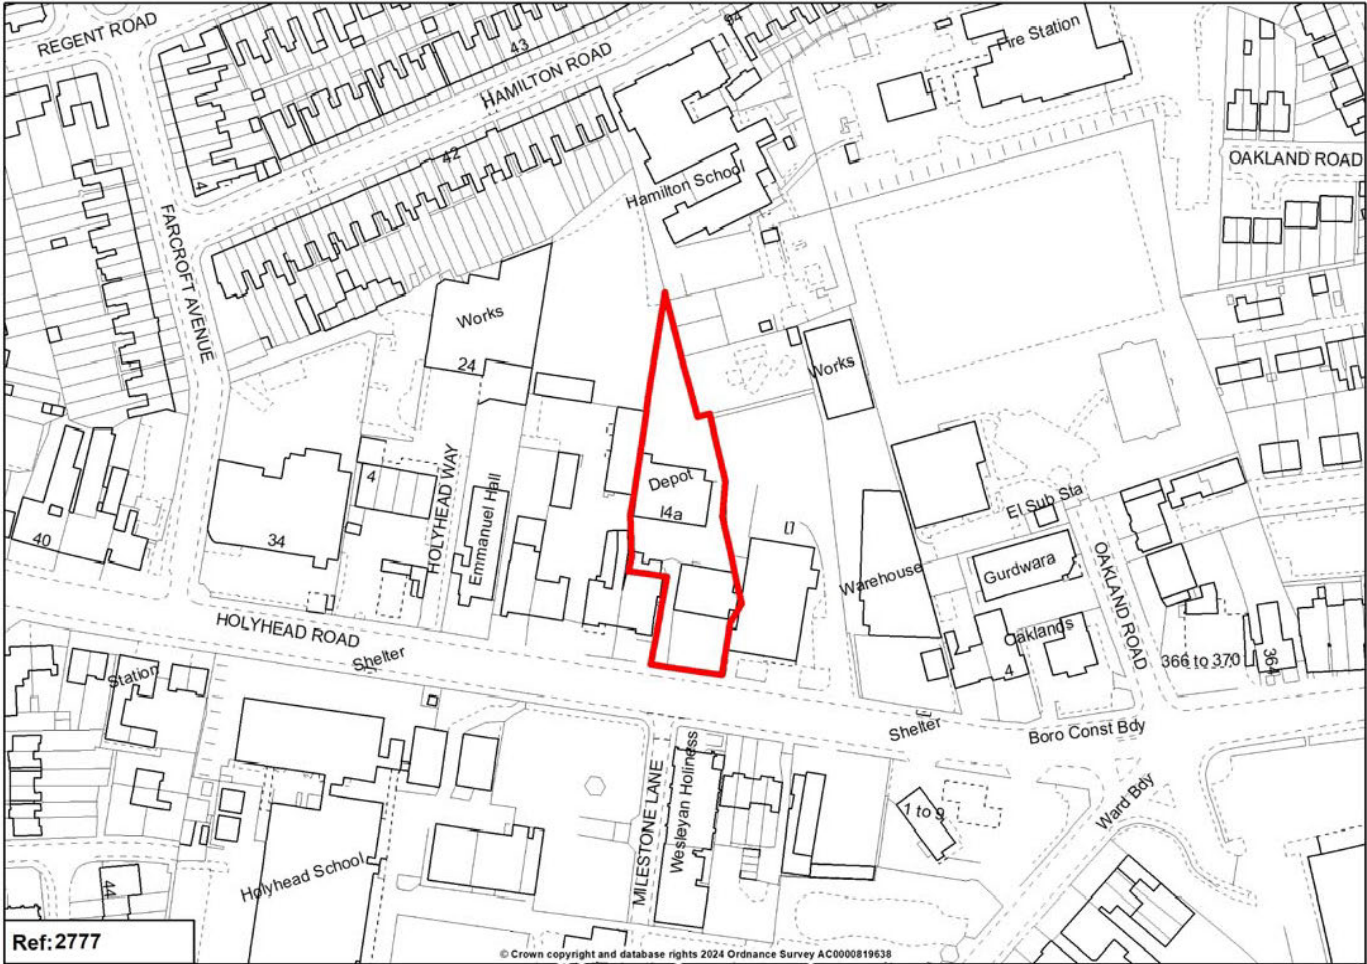 REGENT ROAD
94
43
HAMILTON ROAD
Fire Station
42
4
OAKLAND ROAD
Hamilton School
FARCROFT AVENUE
Works
24
Works
HOLYHEAD WAY
Emmanuel Hall
4
Depot
14a
El Sub Sta
40
34
Warehouse
Gurdwara
OAKLAND ROAD
HOLYHEAD ROAD
Oaklands
Shelter
4
366 to 370
364
Station
Shelter
Boro Const Bdy
MILESTONE LANE
Wesleyan Holiness
Ward Bdy
1 to 9
Holyhead School
44
Ref:2777
© Crown copyright and database rights 2024 Ordnance Survey AC0000819638